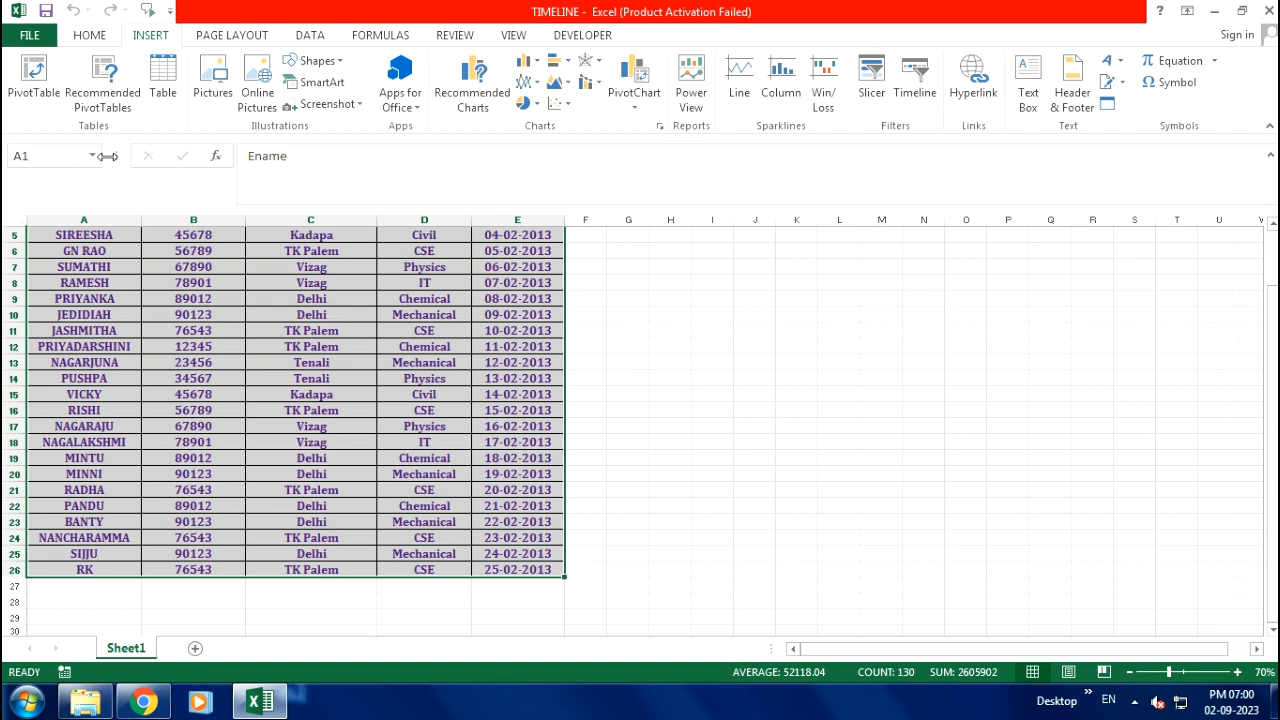 TIMELINE - Excel (Product Activation Failed)
FILE HOME INSERT PAGE LAYOUT DATA FORMULAS REVIEW VIEW DEVELOPER Sign in
PivotTable Recommended PivotTables Table Pictures Online Pictures Shapes SmartArt Screenshot Apps for Office Recommended Charts PivotChart Power View Line Column Win/Loss Slicer Timeline Hyperlink Text Box Header & Footer Equation Symbol
Tables Illustrations Apps Charts Reports Sparklines Filters Links Text Symbols
A1 fx Ename
A B C D E F G H I J K L M N O P Q R S T U
5 SIREESHA 45678 Kadapa Civil 04-02-2013
6 GN RAO 56789 TK Palem CSE 05-02-2013
7 SUMATHI 67890 Vizag Physics 06-02-2013
8 RAMESH 78901 Vizag IT 07-02-2013
9 PRIYANKA 89012 Delhi Chemical 08-02-2013
10 JEDIDIAH 90123 Delhi Mechanical 09-02-2013
11 JASHMITHA 76543 TK Palem CSE 10-02-2013
12 PRIYADARSHINI 12345 TK Palem Chemical 11-02-2013
13 NAGARJUNA 23456 Tenali Mechanical 12-02-2013
14 PUSHPA 34567 Tenali Physics 13-02-2013
15 VICKY 45678 Kadapa Civil 14-02-2013
16 RISHI 56789 TK Palem CSE 15-02-2013
17 NAGARAJU 67890 Vizag Physics 16-02-2013
18 NAGALAKSHMI 78901 Vizag IT 17-02-2013
19 MINTU 89012 Delhi Chemical 18-02-2013
20 MINNI 90123 Delhi Mechanical 19-02-2013
21 RADHA 76543 TK Palem CSE 20-02-2013
22 PANDU 89012 Delhi Chemical 21-02-2013
23 BANTY 90123 Delhi Mechanical 22-02-2013
24 NANCHARAMMA 76543 TK Palem CSE 23-02-2013
25 SIJJU 90123 Delhi Mechanical 24-02-2013
26 RK 76543 TK Palem CSE 25-02-2013
27
28
29
30
Sheet1
READY AVERAGE: 52118.04 COUNT: 130 SUM: 2605902 70%
Desktop EN PM 07:00
02-09-2023